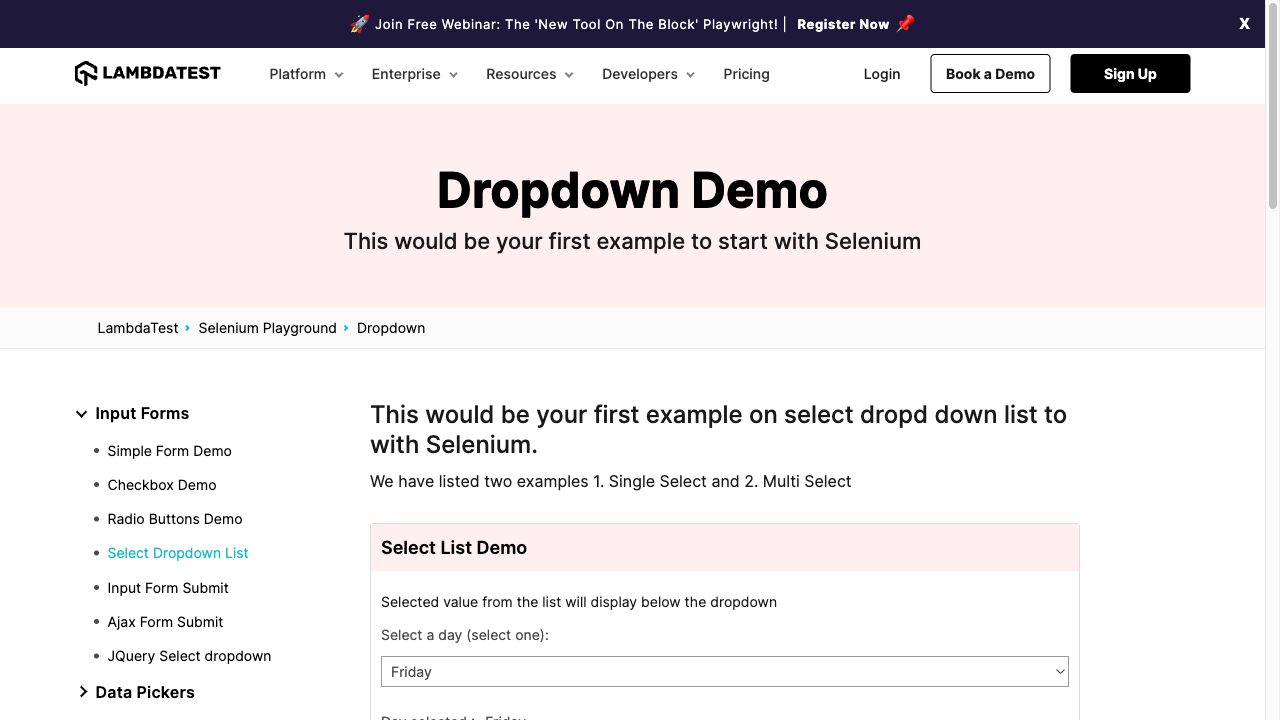 🚀 Join Free Webinar: The 'New Tool On The Block' Playwright! | Register Now 📌 X
LAMBDATEST Platform Enterprise Resources Developers Pricing Login Book a Demo Sign Up
Dropdown Demo
This would be your first example to start with Selenium
LambdaTest Selenium Playground Dropdown
Input Forms
Simple Form Demo
Checkbox Demo
Radio Buttons Demo
Select Dropdown List
Input Form Submit
Ajax Form Submit
JQuery Select dropdown
Data Pickers
This would be your first example on select dropd down list to
with Selenium.
We have listed two examples 1. Single Select and 2. Multi Select
Select List Demo
Selected value from the list will display below the dropdown
Select a day (select one):
Friday
Day selected : Friday